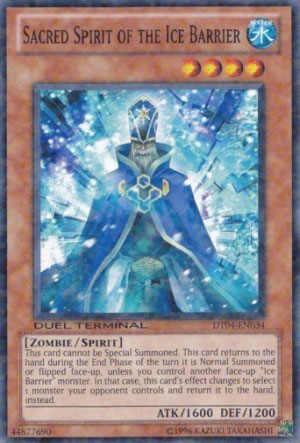 SACRED SPIRIT OF THE ICE BARRIER
WATER
水
DUEL TERMINAL
DT04-EN034
[ZOMBIE/SPIRIT]
This card cannot be Special Summoned. This card returns to the
hand during the End Phase of the turn it is Normal Summoned
or flipped face-up, unless you control another face-up "Ice
Barrier" monster. In that case, this card's effect changes to select
1 monster your opponent controls and return it to the hand,
instead.
ATK/1600 DEF/1200
44877690
©1996 KAZUKI TAKAHASHI